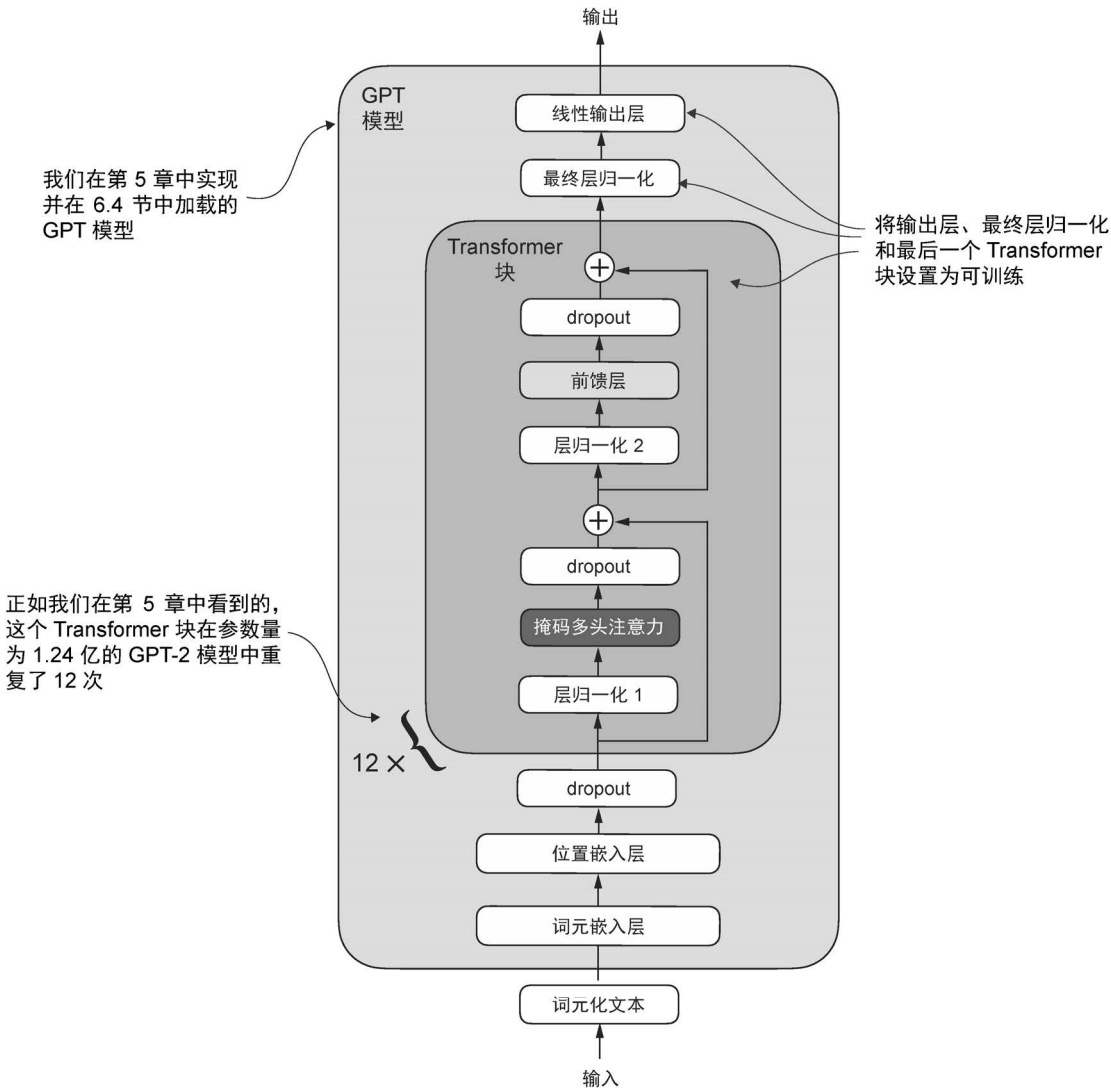 输出
GPT
模型
线性输出层
最终层归一化
我们在第 5 章中实现
并在 6.4 节中加载的
GPT 模型
将输出层、最终层归一化
和最后一个 Transformer
块设置为可训练
Transformer
块
dropout
前馈层
层归一化 2
dropout
掩码多头注意力
层归一化 1
正如我们在第 5 章中看到的，
这个 Transformer 块在参数量
为 1.24 亿的 GPT-2 模型中重
复了 12 次
12 ×
dropout
位置嵌入层
词元嵌入层
词元化文本
输入